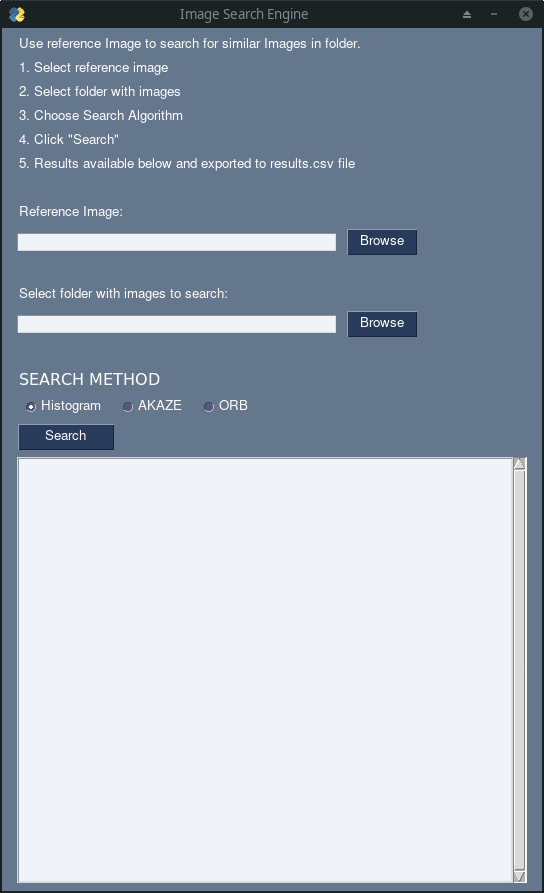 Image Search Engine
Use reference Image to search for similar Images in folder.
1. Select reference image
2. Select folder with images
3. Choose Search Algorithm
4. Click "Search"
5. Results available below and exported to results.csv file
Reference Image:
Browse
Select folder with images to search:
Browse
SEARCH METHOD
Histogram AKAZE ORB
Search